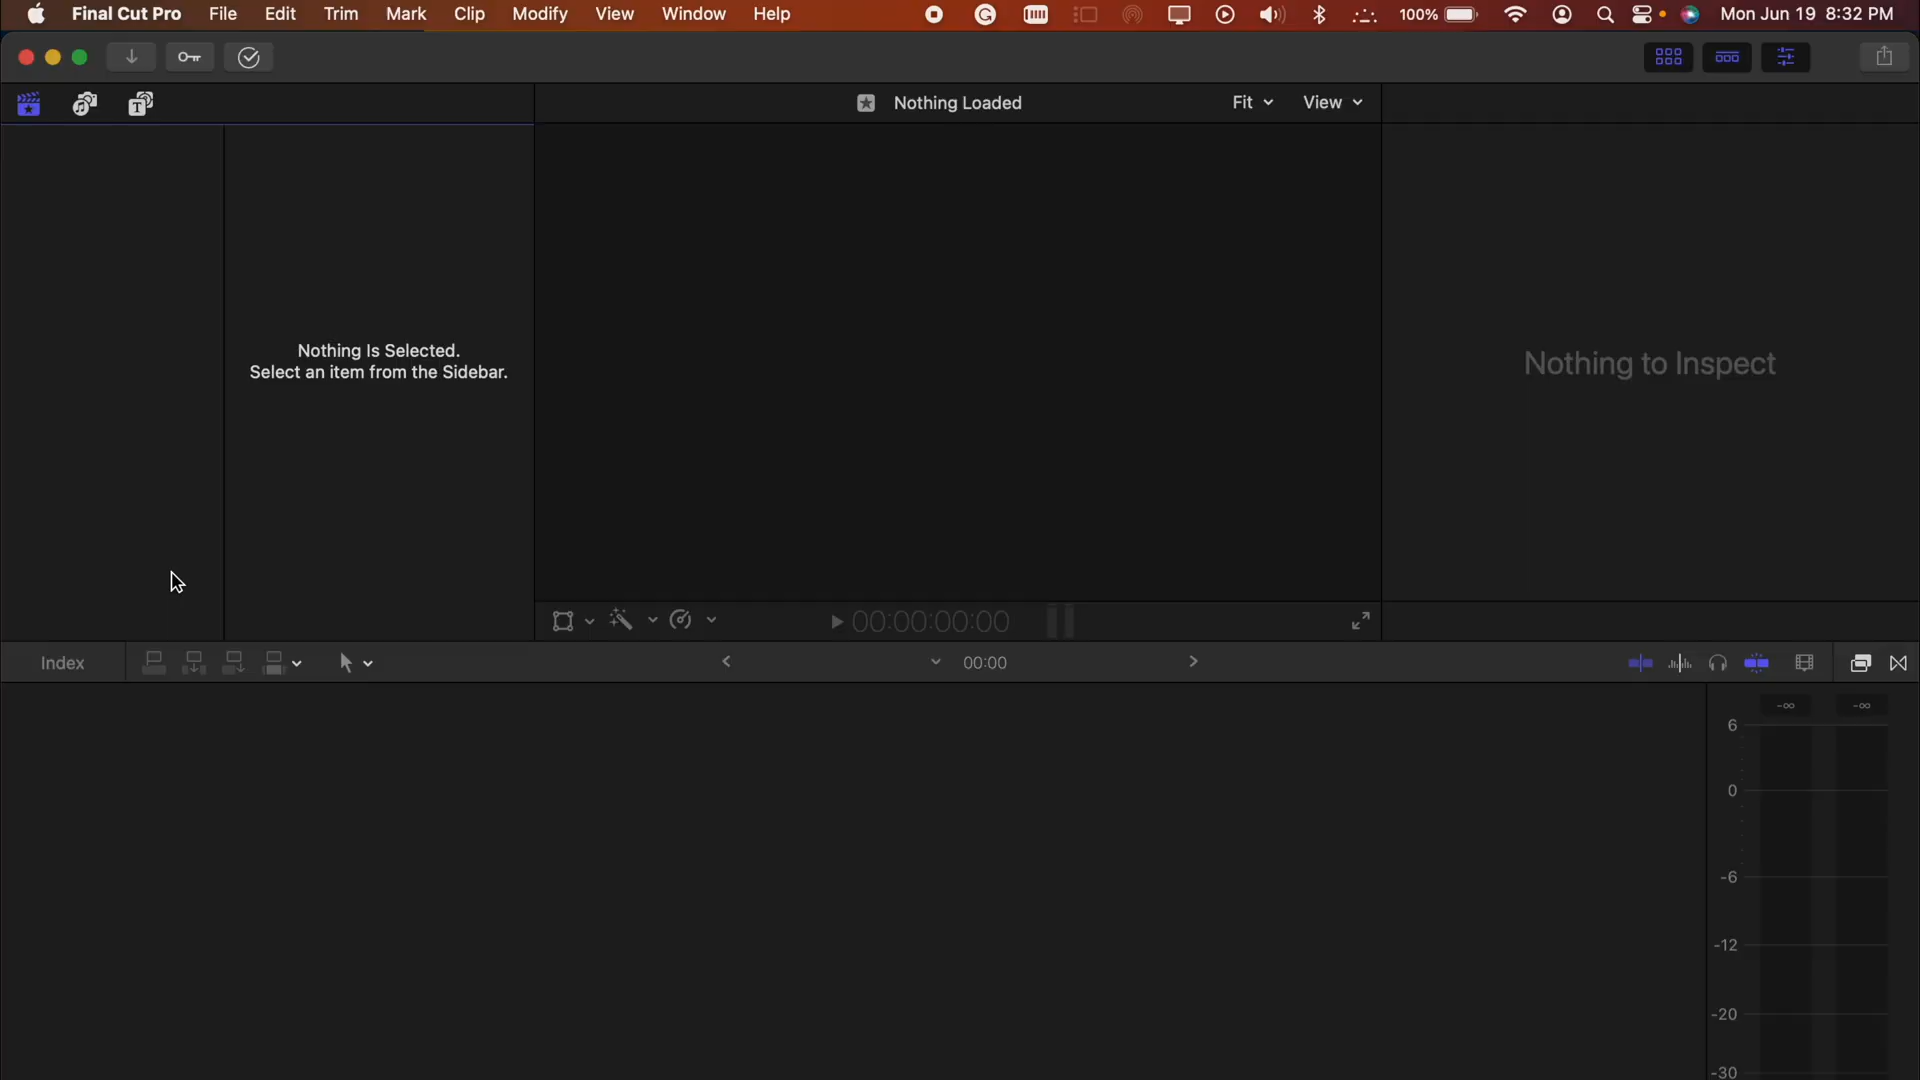 Final Cut Pro File Edit Trim Mark Clip Modify View Window Help 100% Mon Jun 19 8:32 PM
Nothing Loaded Fit View
Nothing Is Selected.
Select an item from the Sidebar.
Nothing to Inspect
00:00:00:00
Index 00:00
-∞ -∞
6
0
-6
-12
-20
-30